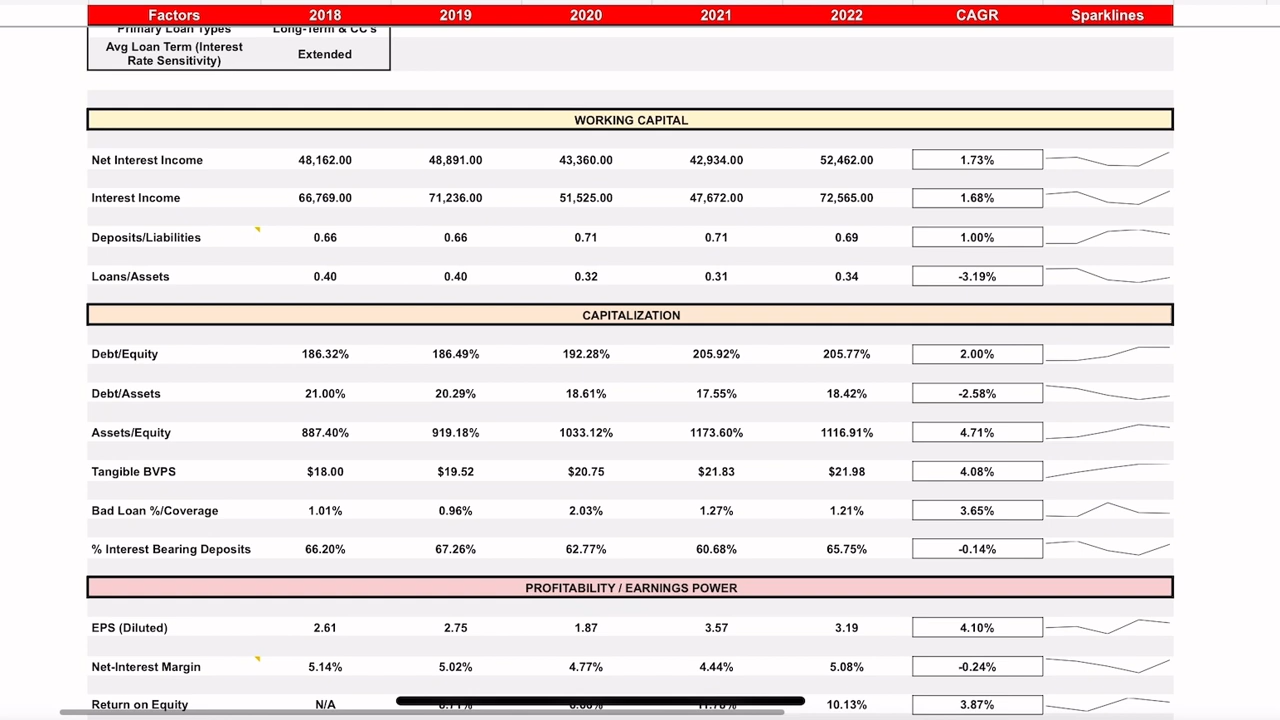 Factors 2018 2019 2020 2021 2022 CAGR Sparklines
Primary Loan Types Long-Term & CC's
Avg Loan Term (Interest
Rate Sensitivity) Extended
WORKING CAPITAL
Net Interest Income 48,162.00 48,891.00 43,360.00 42,934.00 52,462.00 1.73%
Interest Income 66,769.00 71,236.00 51,525.00 47,672.00 72,565.00 1.68%
Deposits/Liabilities 0.66 0.66 0.71 0.71 0.69 1.00%
Loans/Assets 0.40 0.40 0.32 0.31 0.34 -3.19%
CAPITALIZATION
Debt/Equity 186.32% 186.49% 192.28% 205.92% 205.77% 2.00%
Debt/Assets 21.00% 20.29% 18.61% 17.55% 18.42% -2.58%
Assets/Equity 887.40% 919.18% 1033.12% 1173.60% 1116.91% 4.71%
Tangible BVPS $18.00 $19.52 $20.75 $21.83 $21.98 4.08%
Bad Loan %/Coverage 1.01% 0.96% 2.03% 1.27% 1.21% 3.65%
% Interest Bearing Deposits 66.20% 67.26% 62.77% 60.68% 65.75% -0.14%
PROFITABILITY / EARNINGS POWER
EPS (Diluted) 2.61 2.75 1.87 3.57 3.19 4.10%
Net-Interest Margin 5.14% 5.02% 4.77% 4.44% 5.08% -0.24%
Return on Equity N/A 10.13% 3.87%